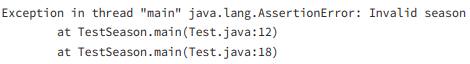 Exception in thread "main" java.lang.AssertionError: Invalid season
at TestSeason.main(Test.java:12)
at TestSeason.main(Test.java:18)